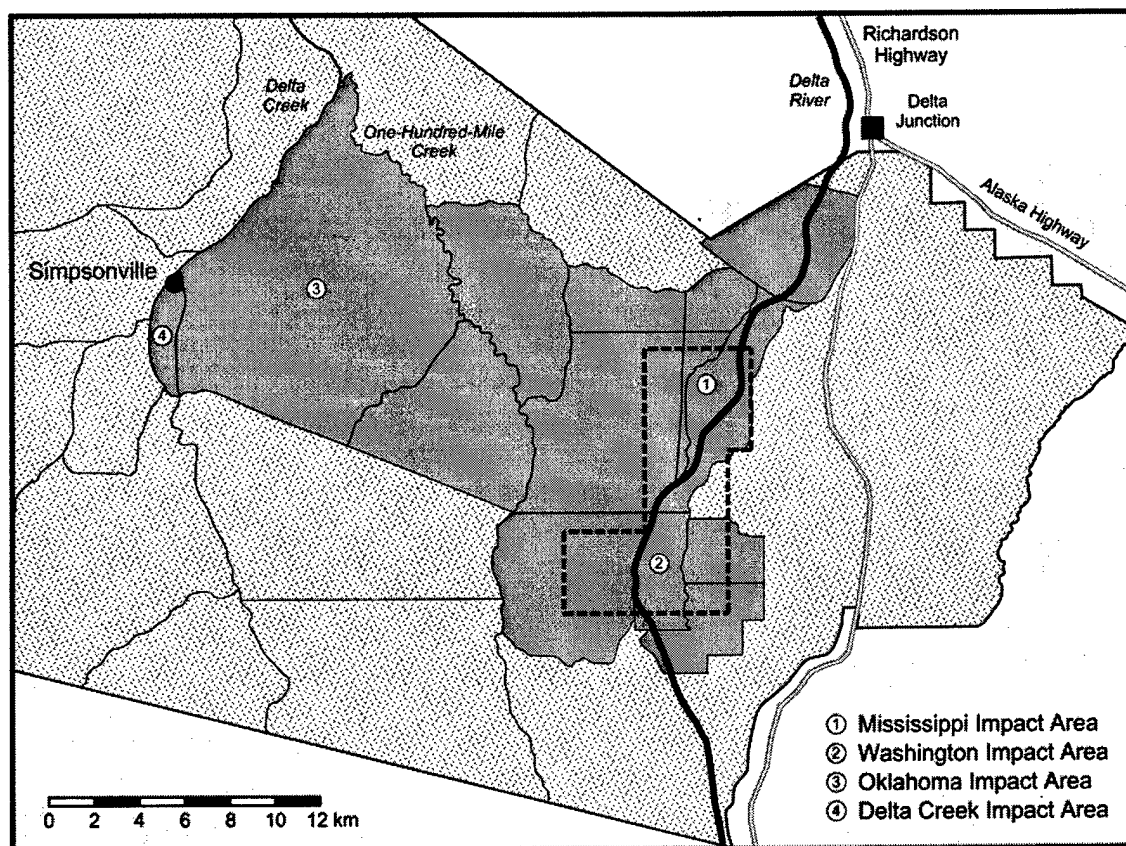 Richardson
Highway
Delta
Creek
Delta
River
Delta
Junction
One-Hundred-Mile
Creek
Alaska Highway
Simpsonville
3
4
1
2
① Mississippi Impact Area
② Washington Impact Area
③ Oklahoma Impact Area
④ Delta Creek Impact Area
0 2 4 6 8 10 12 km